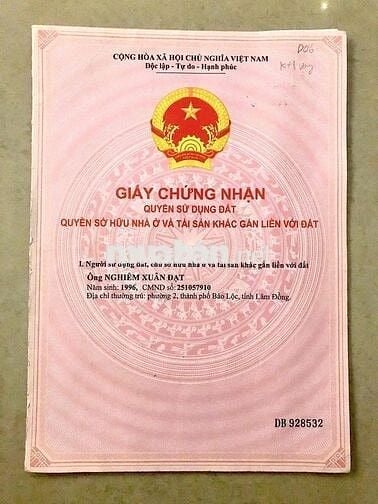 CỘNG HÒA XÃ HỘI CHỦ NGHĨA VIỆT NAM
Độc lập - Tự do - Hạnh phúc
D06
GIẤY CHỨNG NHẬN
QUYỀN SỬ DỤNG ĐẤT
QUYỀN SỞ HỮU NHÀ Ở VÀ TÀI SẢN KHÁC GẮN LIỀN VỚI ĐẤT
I. Người sử dụng đất, chủ sở hữu nhà ở và tài sản khác gắn liền với đất
Ông NGHIÊM XUÂN ĐẠT
Năm sinh: 1996, CMND số: 251057910
Địa chỉ thường trú: phường 2, thành phố Bảo Lộc, tỉnh Lâm Đồng.
DB 928532